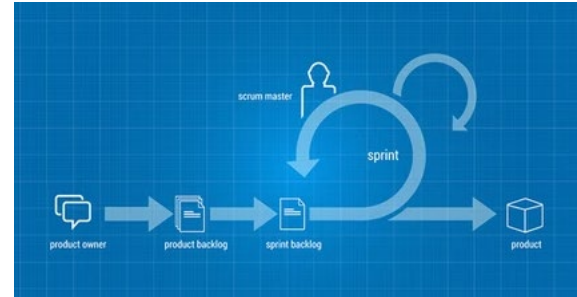 scrum master
sprint
product owner
product backlog
sprint backlog
product